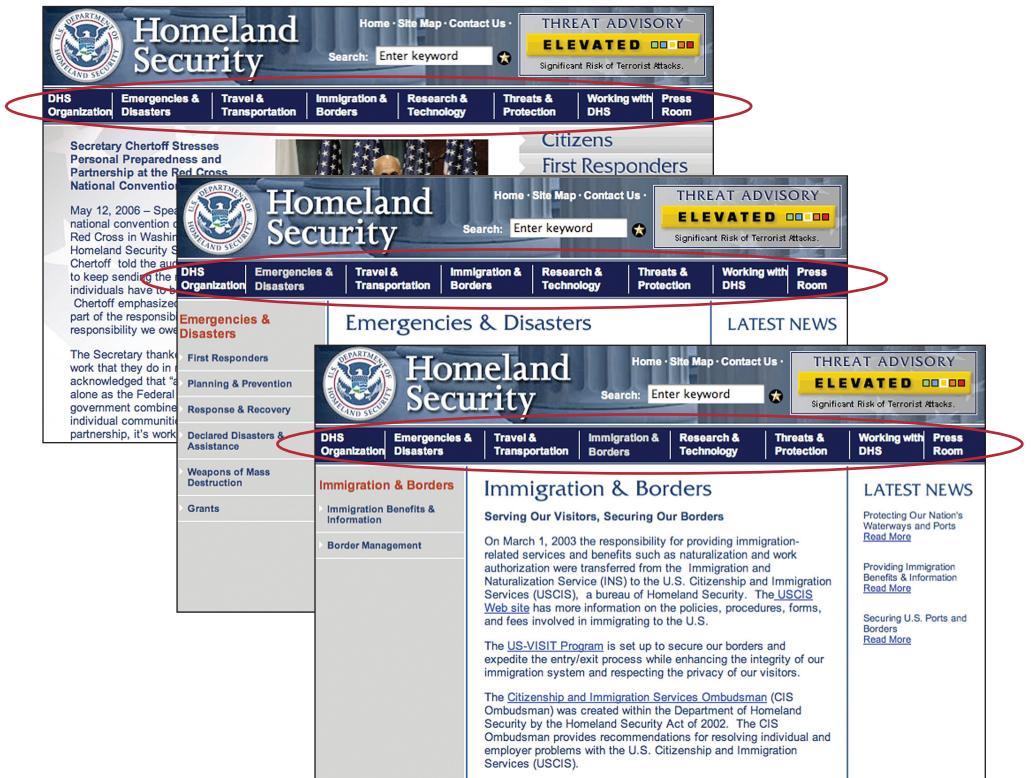 U.S. DEPARTMENT OF
HOMELAND SECURITY
Homeland
Security
Home · Site Map · Contact Us ·
Search: Enter keyword
THREAT ADVISORY
ELEVATED
Significant Risk of Terrorist Attacks.
DHS Organization
Emergencies & Disasters
Travel & Transportation
Immigration & Borders
Research & Technology
Threats & Protection
Working with DHS
Press Room
Secretary Chertoff Stresses
Personal Preparedness and
Partnership at the Red Cross
National Convention
May 12, 2006 –
national convention
Red Cross in
Homeland Security
Chertoff told the
to keep sending the
individuals have to
Chertoff emphasized
part of the
responsibility we
The Secretary
work that they do in
acknowledged that
alone as the Federal
government
individual
partnership, it's
Citizens
First Responders
DEPARTMENT OF
HOMELAND SECURITY
Homeland
Security
Home · Site Map · Contact Us ·
Search: Enter keyword
THREAT ADVISORY
ELEVATED
Significant Risk of Terrorist Attacks.
DHS Organization
Emergencies & Disasters
Travel & Transportation
Immigration & Borders
Research & Technology
Threats & Protection
Working with DHS
Press Room
Emergencies &
Disasters
First Responders
Planning & Prevention
Response & Recovery
Declared Disasters &
Assistance
Weapons of Mass
Destruction
Grants
Emergencies & Disasters
LATEST NEWS
DEPARTMENT OF
HOMELAND SECURITY
Homeland
Security
Home · Site Map · Contact Us ·
Search: Enter keyword
THREAT ADVISORY
ELEVATED
Significant Risk of Terrorist Attacks.
DHS Organization
Emergencies & Disasters
Travel & Transportation
Immigration & Borders
Research & Technology
Threats & Protection
Working with DHS
Press Room
Immigration & Borders
Immigration Benefits &
Information
Border Management
Immigration & Borders
Serving Our Visitors, Securing Our Borders
On March 1, 2003 the responsibility for providing immigration-
related services and benefits such as naturalization and work
authorization were transferred from the Immigration and
Naturalization Service (INS) to the U.S. Citizenship and Immigration
Services (USCIS), a bureau of Homeland Security. The USCIS
Web site has more information on the policies, procedures, forms,
and fees involved in immigrating to the U.S.
The US-VISIT Program is set up to secure our borders and
expedite the entry/exit process while enhancing the integrity of our
immigration system and respecting the privacy of our visitors.
The Citizenship and Immigration Services Ombudsman (CIS
Ombudsman) was created within the Department of Homeland
Security by the Homeland Security Act of 2002. The CIS
Ombudsman provides recommendations for resolving individual and
employer problems with the U.S. Citizenship and Immigration
Services (USCIS).
LATEST NEWS
Protecting Our Nation's
Waterways and Ports
Read More
Providing Immigration
Benefits & Information
Read More
Securing U.S. Ports and
Borders
Read More